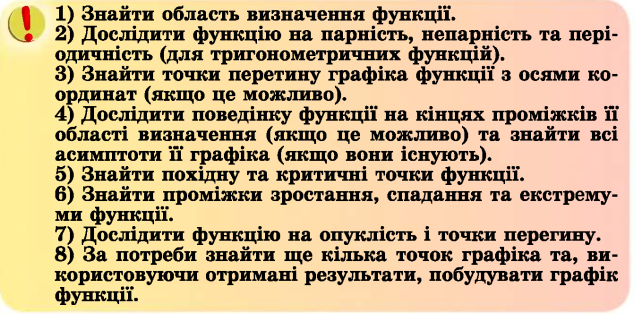 1) Знайти область визначення функції.
2) Дослідити функцію на парність, непарність та пері-
одичність (для тригонометричних функцій).
3) Знайти точки перетину графіка функції з осями ко-
ординат (якщо це можливо).
4) Дослідити поведінку функції на кінцях проміжків її
області визначення (якщо це можливо) та знайти всі
асимптоти її графіка (якщо вони існують).
5) Знайти похідну та критичні точки функції.
6) Знайти проміжки зростання, спадання та екстрему-
ми функції.
7) Дослідити функцію на опуклість і точки перегину.
8) За потреби знайти ще кілька точок графіка та, ви-
користовуючи отримані результати, побудувати графік
функції.